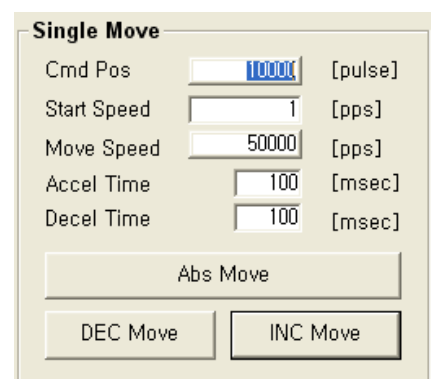 Single Move
Cmd Pos 10000 [pulse]
Start Speed 1 [pps]
Move Speed 50000 [pps]
Accel Time 100 [msec]
Decel Time 100 [msec]
Abs Move
DEC Move INC Move